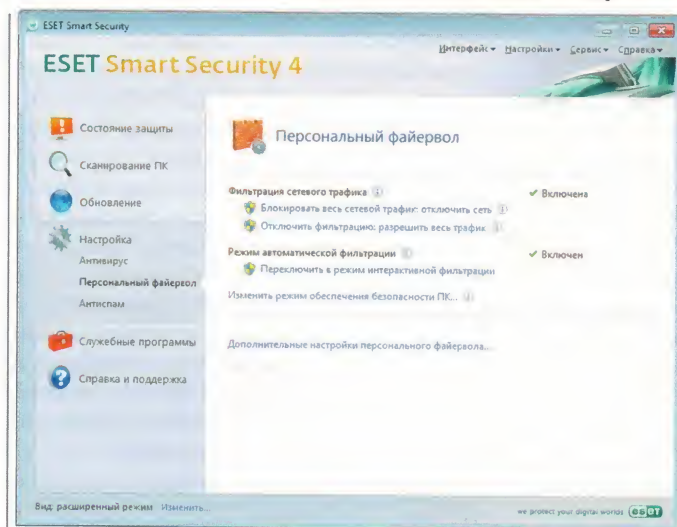 ESET Smart Security
Интерфейс Настройки Сервис Справка
ESET Smart Security 4
Состояние защиты
Сканирование ПК
Обновление
Настройка
Антивирус
Персональный файервол
Антиспам
Служебные программы
Справка и поддержка
Персональный файервол
Фильтрация сетевого трафика
Включена
Блокировать весь сетевой трафик: отключить сеть
Отключить фильтрацию: разрешить весь трафик
Режим автоматической фильтрации
Включен
Переключить в режим интерактивной фильтрации
Изменить режим обеспечения безопасности ПК...
Дополнительные настройки персонального файервола...
Вид: расширенный режим Изменить...
we protect your digital worlds eset